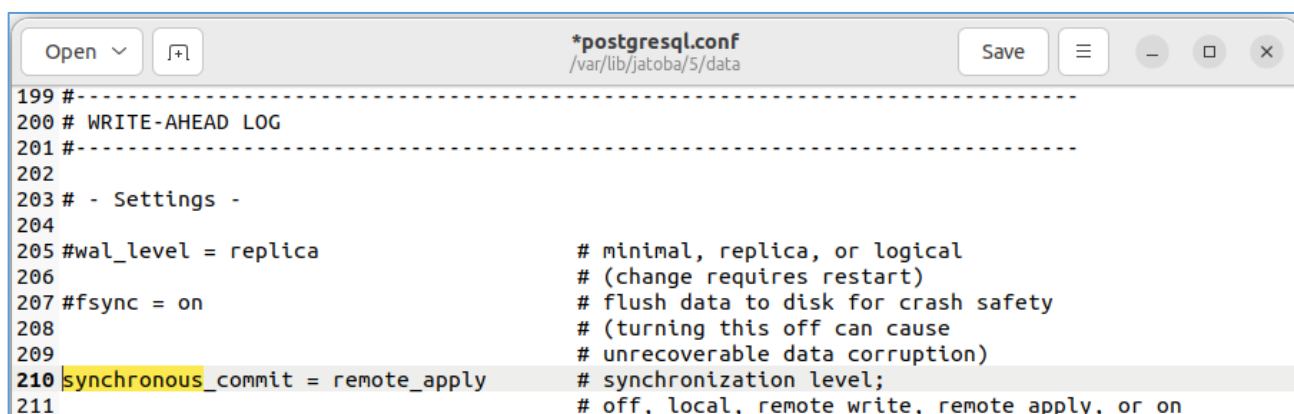 Open
*postgresql.conf
/var/lib/jatoba/5/data
Save
199 #-----------------------------------------------------------------------------
200 # WRITE-AHEAD LOG
201 #-----------------------------------------------------------------------------
202
203 # - Settings -
204
205 #wal_level = replica # minimal, replica, or logical
206 # (change requires restart)
207 #fsync = on # flush data to disk for crash safety
208 # (turning this off can cause
209 # unrecoverable data corruption)
210 synchronous_commit = remote_apply # synchronization level;
211 # off, local, remote_write, remote_apply, or on